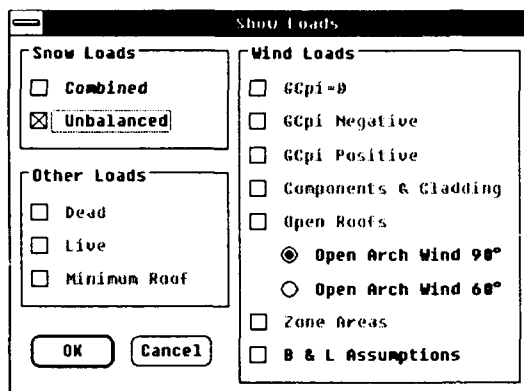 Show Loads
Snow Loads
Combined
Unbalanced
Other Loads
Dead
Live
Minimum Roof
OK
Cancel
Wind Loads
GCpi=0
GCpi Negative
GCpi Positive
Components & Cladding
Open Roofs
Open Arch Wind 90°
Open Arch Wind 60°
Zone Areas
B & L Assumptions